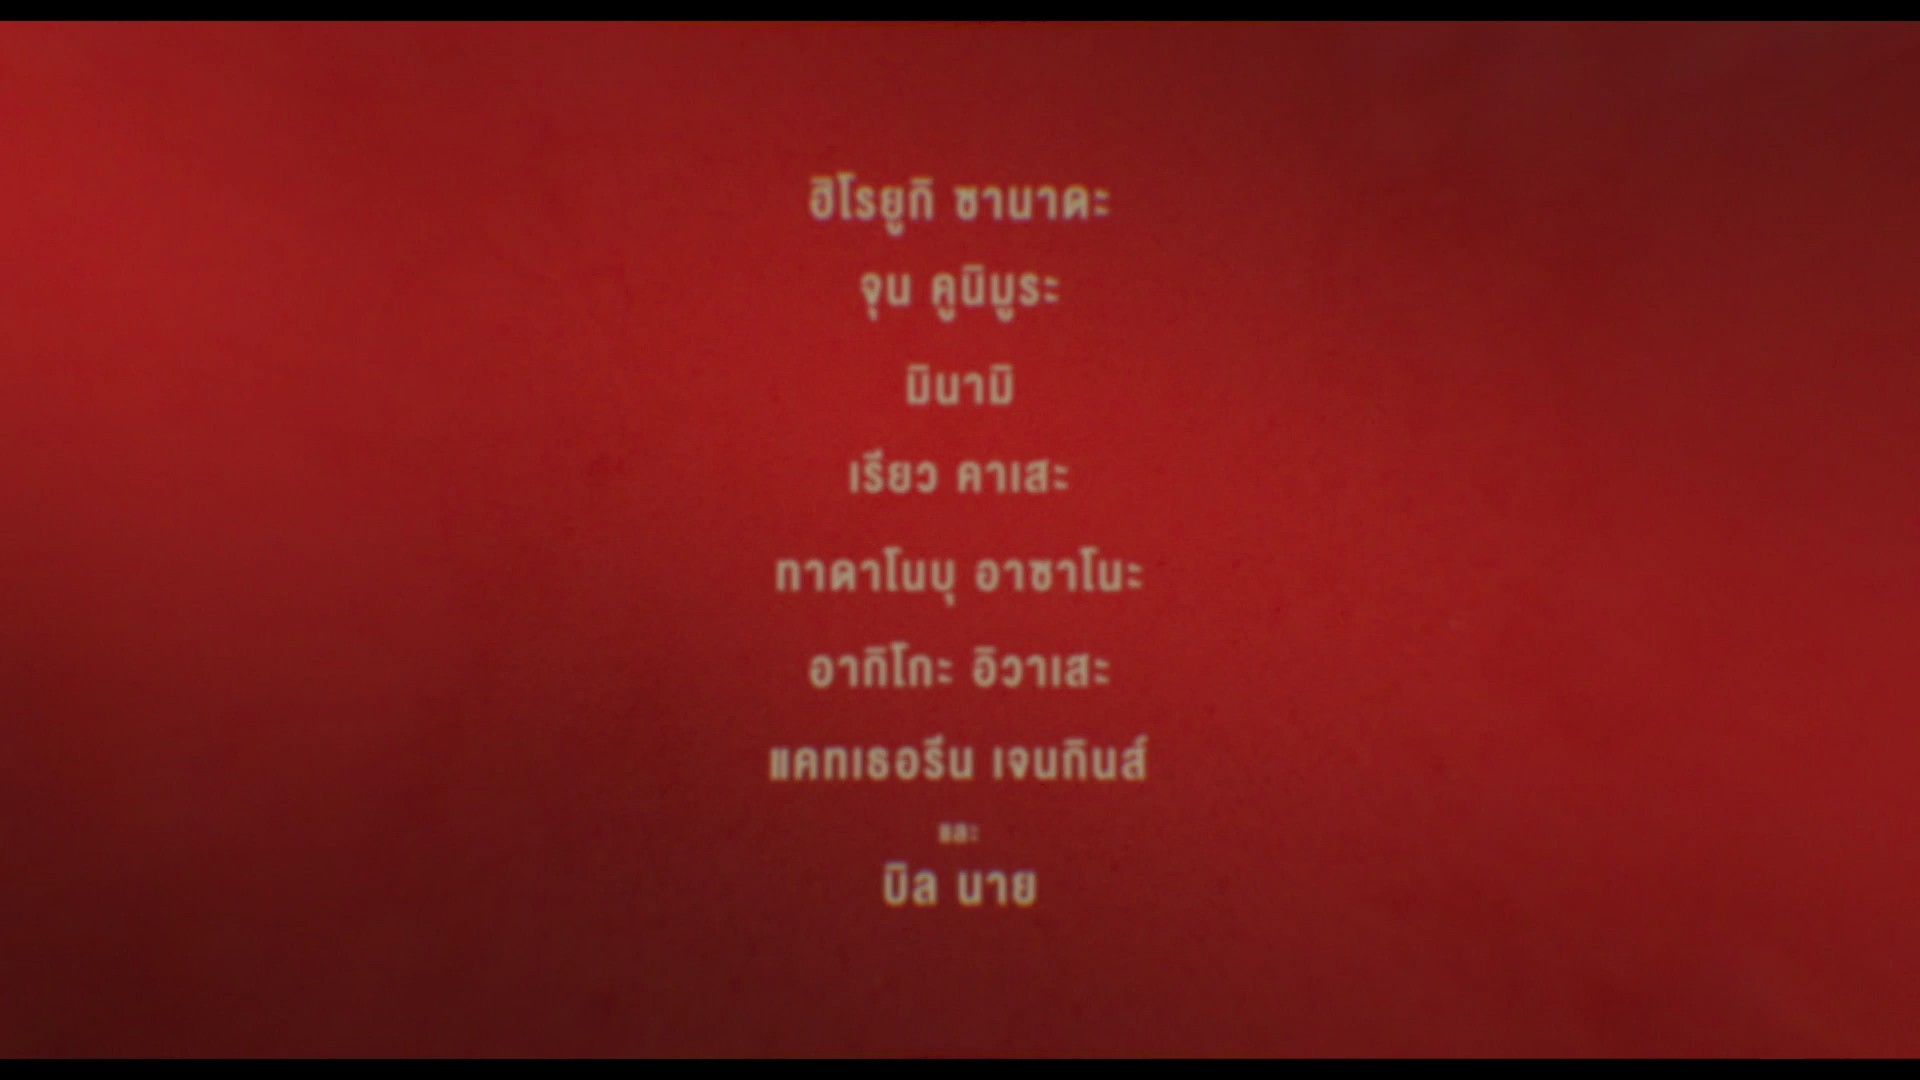 ฮิโรยูกิ ซานาดะ
จุน คูนิมูระ
มินามิ
เรียว คาเสะ
ทาดาโนบุ อาซาโนะ
อากิโกะ อิวาเสะ
แคทเธอรีน เจนกินส์
และ
บิล นาย